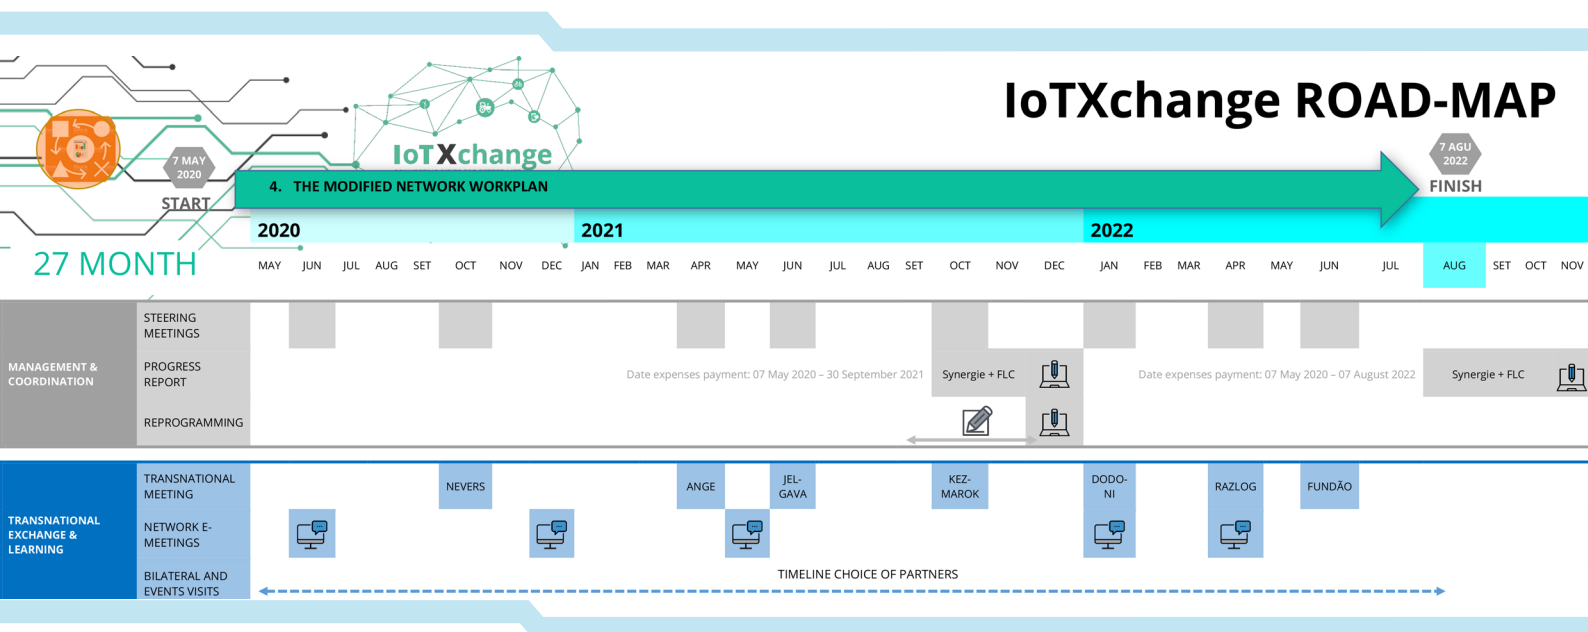 IoTXchange ROAD-MAP
7 MAY
2020
START
IoTXchange
7 AGU
2022
FINISH
4. THE MODIFIED NETWORK WORKPLAN
2020 2021 2022
27 MONTH
MAY JUN JUL AUG SET OCT NOV DEC JAN FEB MAR APR MAY JUN JUL AUG SET OCT NOV DEC JAN FEB MAR APR MAY JUN JUL AUG SET OCT NOV
MANAGEMENT &
COORDINATION
STEERING
MEETINGS
PROGRESS
REPORT
Date expenses payment: 07 May 2020 – 30 September 2021
Synergie + FLC
Date expenses payment: 07 May 2020 – 07 August 2022
Synergie + FLC
REPROGRAMMING
TRANSNATIONAL
EXCHANGE &
LEARNING
TRANSNATIONAL
MEETING
NEVERS
ANGE
JEL-
GAVA
KEZ-
MAROK
DODO-
NI
RAZLOG
FUNDÃO
NETWORK E-
MEETINGS
BILATERAL AND
EVENTS VISITS
TIMELINE CHOICE OF PARTNERS